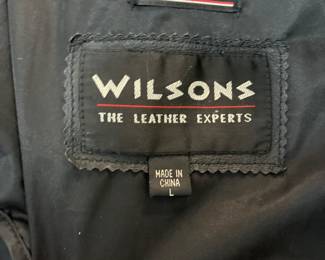 WILSONS
THE LEATHER EXPERTS
MADE IN
CHINA
L